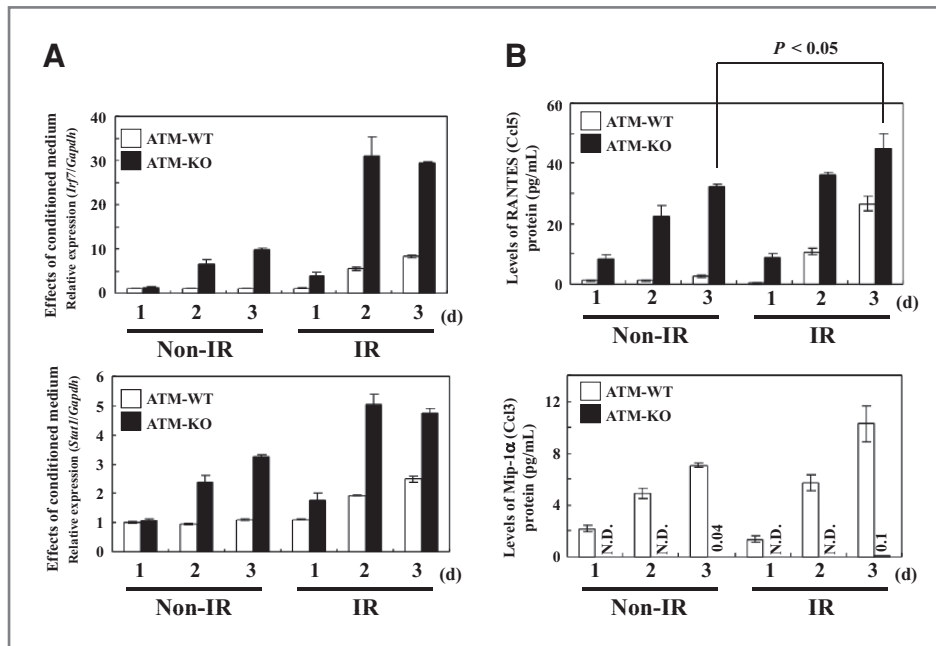 A
Effects of conditioned medium
Relative expression (Irf7/Gapdh)
40
30
20
10
0
ATM-WT
ATM-KO
1 2 3 1 2 3 (d)
Non-IR IR
Effects of conditioned medium
Relative expression (Stat1/Gapdh)
6
5
4
3
2
1
0
ATM-WT
ATM-KO
1 2 3 1 2 3 (d)
Non-IR IR
B
P < 0.05
Levels of RANTES (Ccl5)
protein (pg/mL)
60
40
20
0
ATM-WT
ATM-KO
1 2 3 1 2 3 (d)
Non-IR IR
Levels of Mip-1α (Ccl3)
protein (pg/mL)
12
8
4
0
ATM-WT
ATM-KO
N.D. N.D. 0.04 N.D. N.D. 0.1
1 2 3 1 2 3 (d)
Non-IR IR